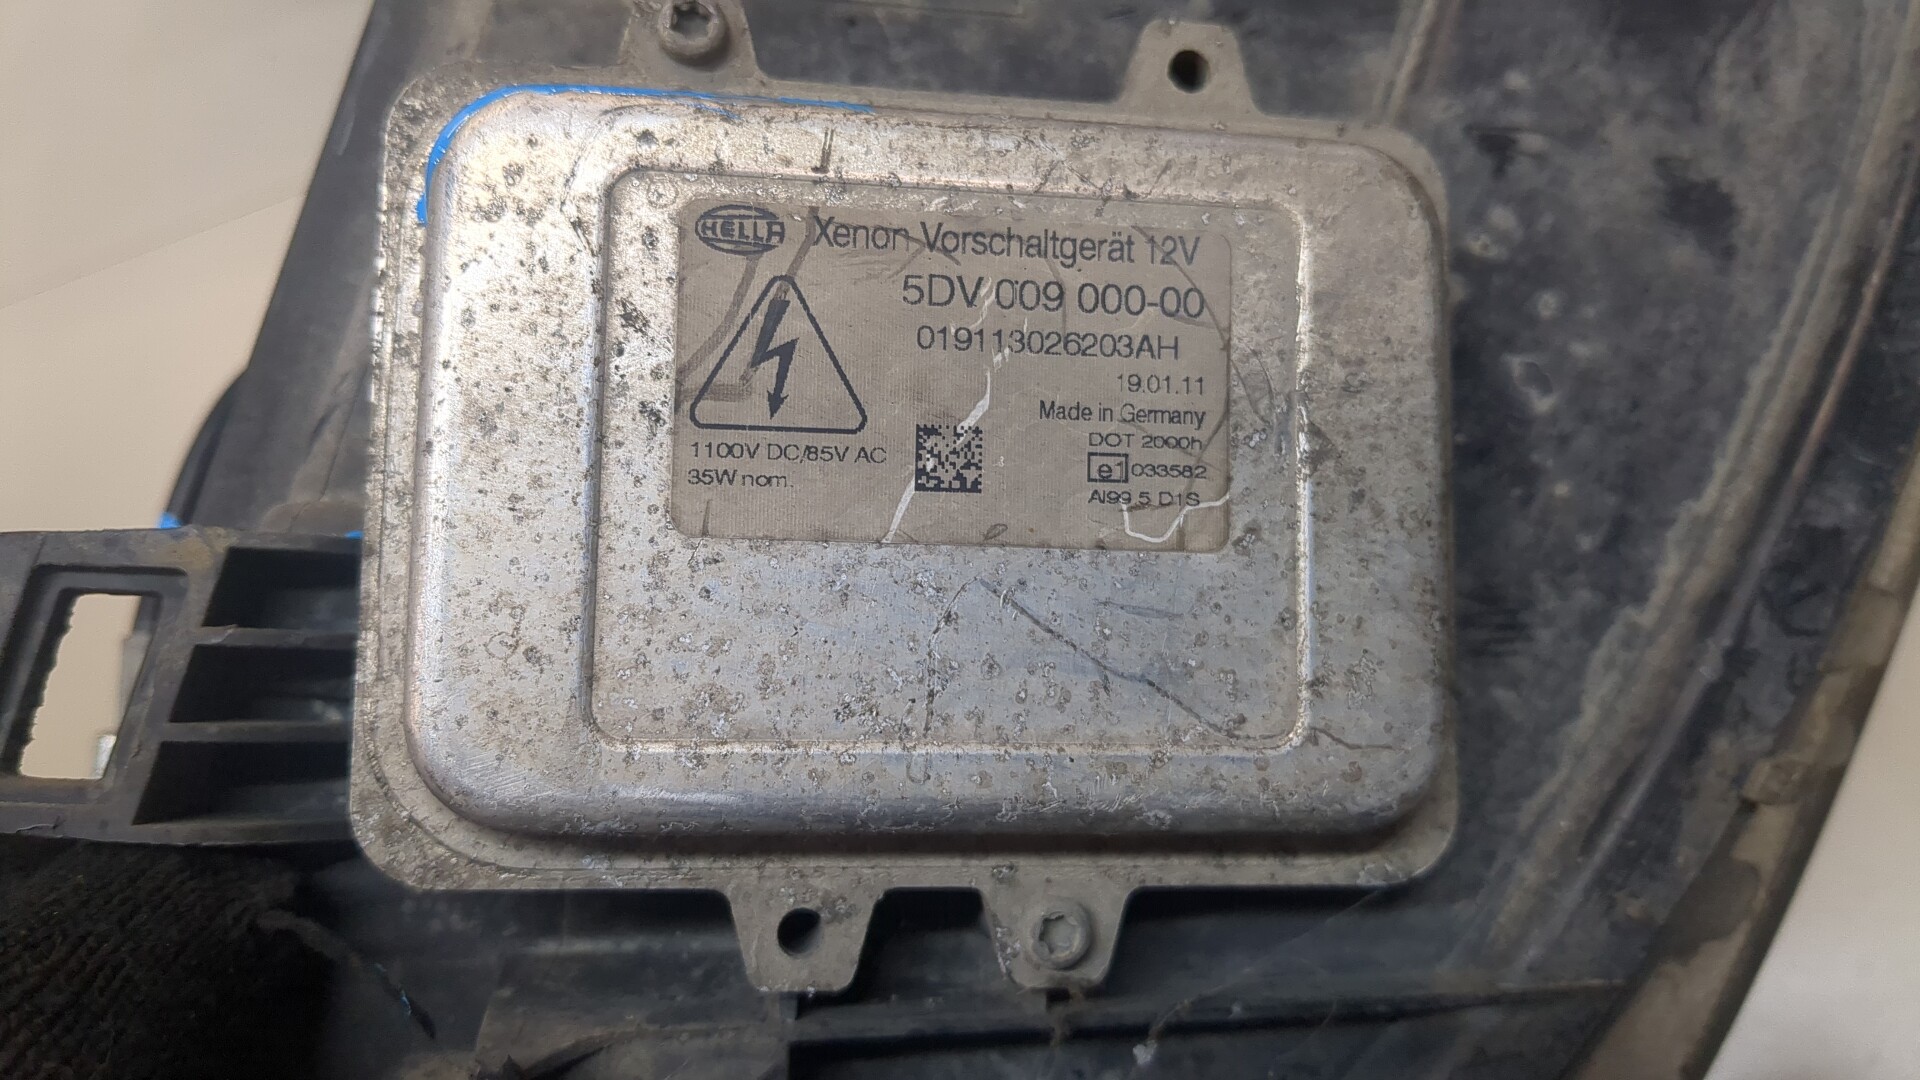 HELLA
Xenon Vorschaltgerät 12V
5DV 009 000-00
019113026203AH
19.01.11
Made in Germany
1100V DC/85V AC
35W nom.
DOT 2000h
e1 033582
AI99.5 D1S